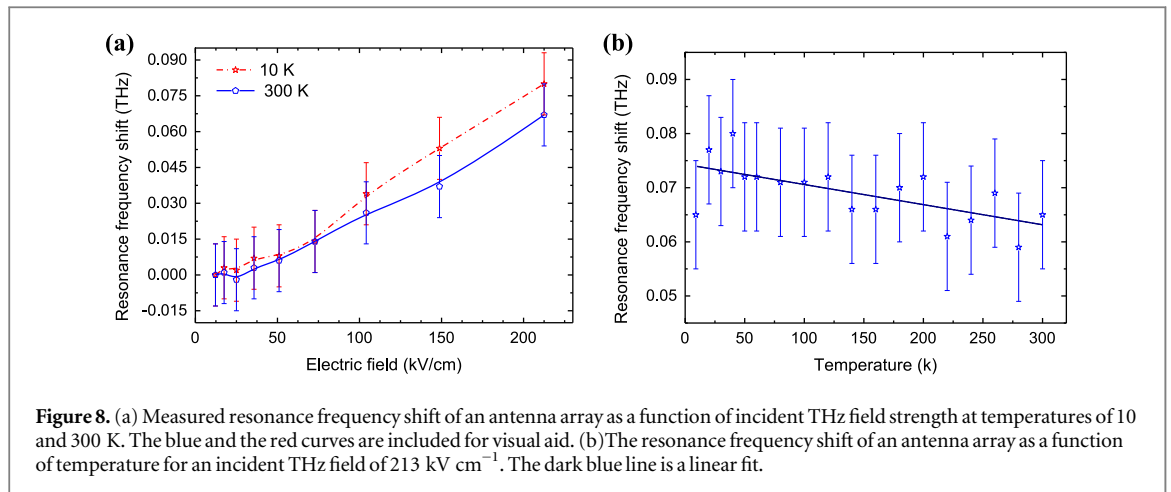 (a)
Resonance frequency shift (THz)
0.090
0.075
0.060
0.045
0.030
0.015
0.000
-0.015
10 K
300 K
0
50
100
150
200
Electric field (kV/cm)
(b)
Resonance frequency shift (THz)
0.09
0.08
0.07
0.06
0.05
0
50
100
150
200
250
300
Temperature (k)
Figure 8. (a) Measured resonance frequency shift of an antenna array as a function of incident THz field strength at temperatures of 10
and 300 K. The blue and the red curves are included for visual aid. (b)The resonance frequency shift of an antenna array as a function
of temperature for an incident THz field of 213 kV cm⁻¹. The dark blue line is a linear fit.